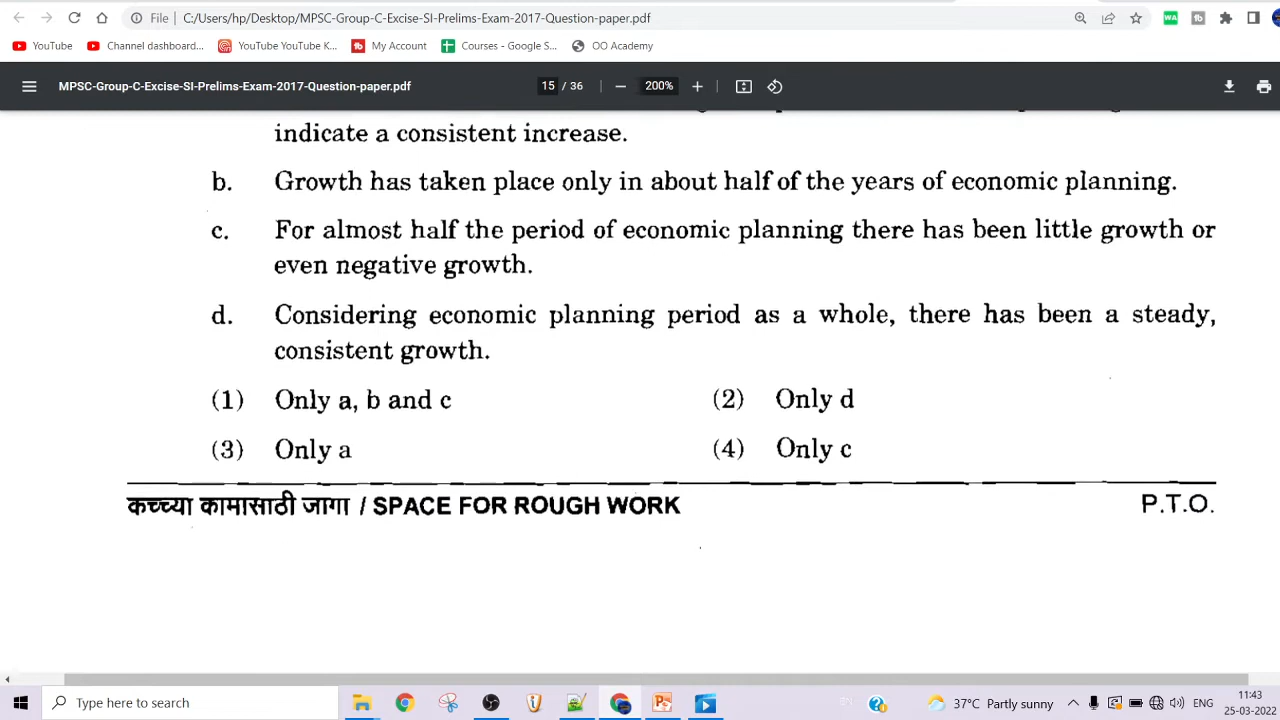 File | C:/Users/hp/Desktop/MPSC-Group-C-Excise-SI-Prelims-Exam-2017-Question-paper.pdf
YouTube Channel dashboard... YouTube YouTube K... My Account Courses - Google S... OO Academy
MPSC-Group-C-Excise-SI-Prelims-Exam-2017-Question-paper.pdf 15 / 36 200%
indicate a consistent increase.
b. Growth has taken place only in about half of the years of economic planning.
c. For almost half the period of economic planning there has been little growth or
even negative growth.
d. Considering economic planning period as a whole, there has been a steady,
consistent growth.
(1) Only a, b and c (2) Only d
(3) Only a (4) Only c
कच्च्या कामासाठी जागा / SPACE FOR ROUGH WORK P.T.O.
Type here to search 37°C Partly sunny ENG 11:43
25-03-2022